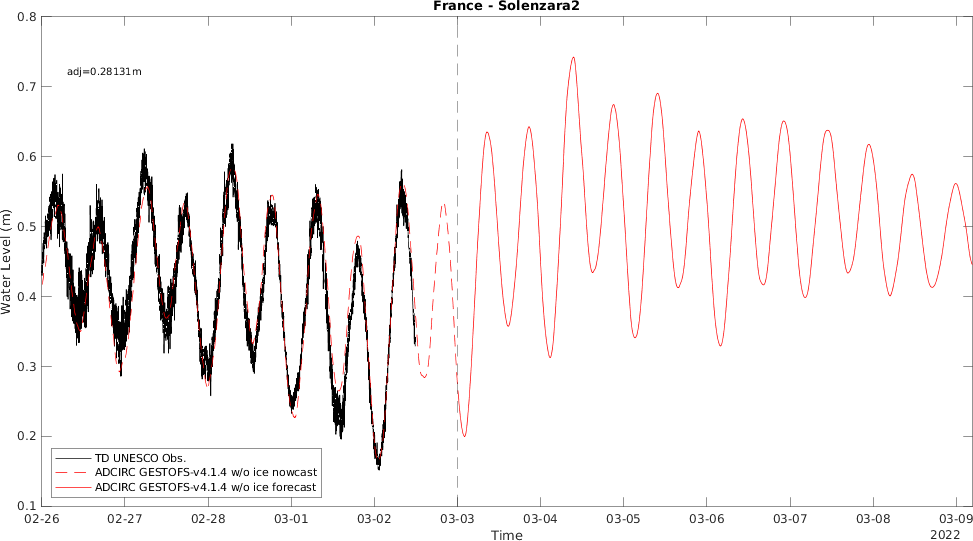 France - Solenzara2
0.8
0.7
0.6
0.5
0.4
0.3
0.2
0.1
Water Level (m)
adj=0.28131m
TD UNESCO Obs.
ADCIRC GESTOFS-v4.1.4 w/o ice nowcast
ADCIRC GESTOFS-v4.1.4 w/o ice forecast
02-26 02-27 02-28 03-01 03-02 03-03 03-04 03-05 03-06 03-07 03-08 03-09
Time
2022